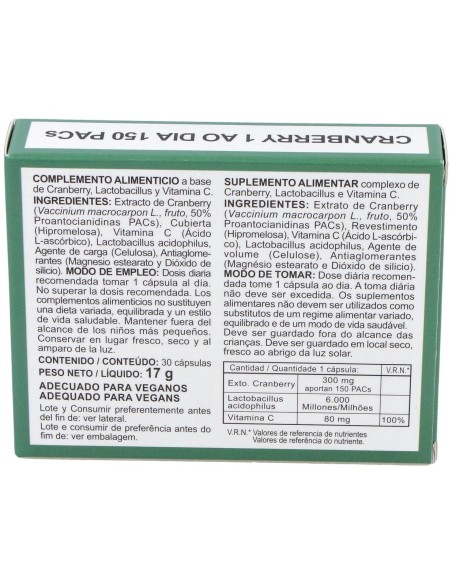 CRANBERRY 1 AO DIA 150 PACs
COMPLEMENTO ALIMENTICIO a base
de Cranberry, Lactobacillus y Vitamina C.
INGREDIENTES: Extracto de Cranberry
(Vaccinium macrocarpon L., fruto, 50%
Proantocianidinas PACs), Cubierta
(Hipromelosa), Vitamina C (Ácido
L-ascórbico), Lactobacillus acidophilus,
Agente de carga (Celulosa), Antiaglome-
rantes (Magnesio estearato y Dióxido de
silicio). MODO DE EMPLEO: Dosis diaria
recomendada tomar 1 cápsula al día.
No superar la dosis recomendada. Los
complementos alimenticios no sustituyen
una dieta variada, equilibrada y un estilo
de vida saludable. Mantener fuera del
alcance de los niños más pequeños.
Conservar en lugar fresco, seco y al
amparo de la luz.
CONTENIDO / CONTEÚDO: 30 cápsulas
PESO NETO / LÍQUIDO: 17 g
ADECUADO PARA VEGANOS
ADEQUADO PARA VEGANS
Lote y Consumir preferentemente antes
del fin de: ver lateral.
Lote e consumir de preferência antes do
fim de: ver embalagem.
SUPLEMENTO ALIMENTAR complexo de
Cranberry, Lactobacillus e Vitamina C.
INGREDIENTES: Extrato de Cranberry
(Vaccinium macrocarpon L., fruto, 50%
Proantocianidinas PACs), Revestimento
(Hipromelose), Vitamina C (Ácido L-ascórbi-
co), Lactobacillus acidophilus, Agente de
volume (Celulose), Antiaglomerantes
(Magnésio estearato e Dióxido de silício).
MODO DE TOMAR: Dose diária recomen-
dada tome 1 cápsula ao dia. A toma diária
não deve ser excedida. Os suplementos
alimentares não devem ser utilizados como
substitutos de um regime alimentar variado,
equilibrado e de um modo de vida saudável.
Deve ser guardado fora do alcance das
crianças. Deve ser guardado em local seco,
fresco ao abrigo da luz solar.
Cantidad / Quantidade 1 cápsula: V.R.N.*
Exto. Cranberry 300 mg
aportan 150 PACs
Lactobacillus
acidophilus 6.000
Millones/Milhões
Vitamina C 80 mg 100%
V.R.N.* Valores de referencia de nutrientes
Valores de referência de nutrientes